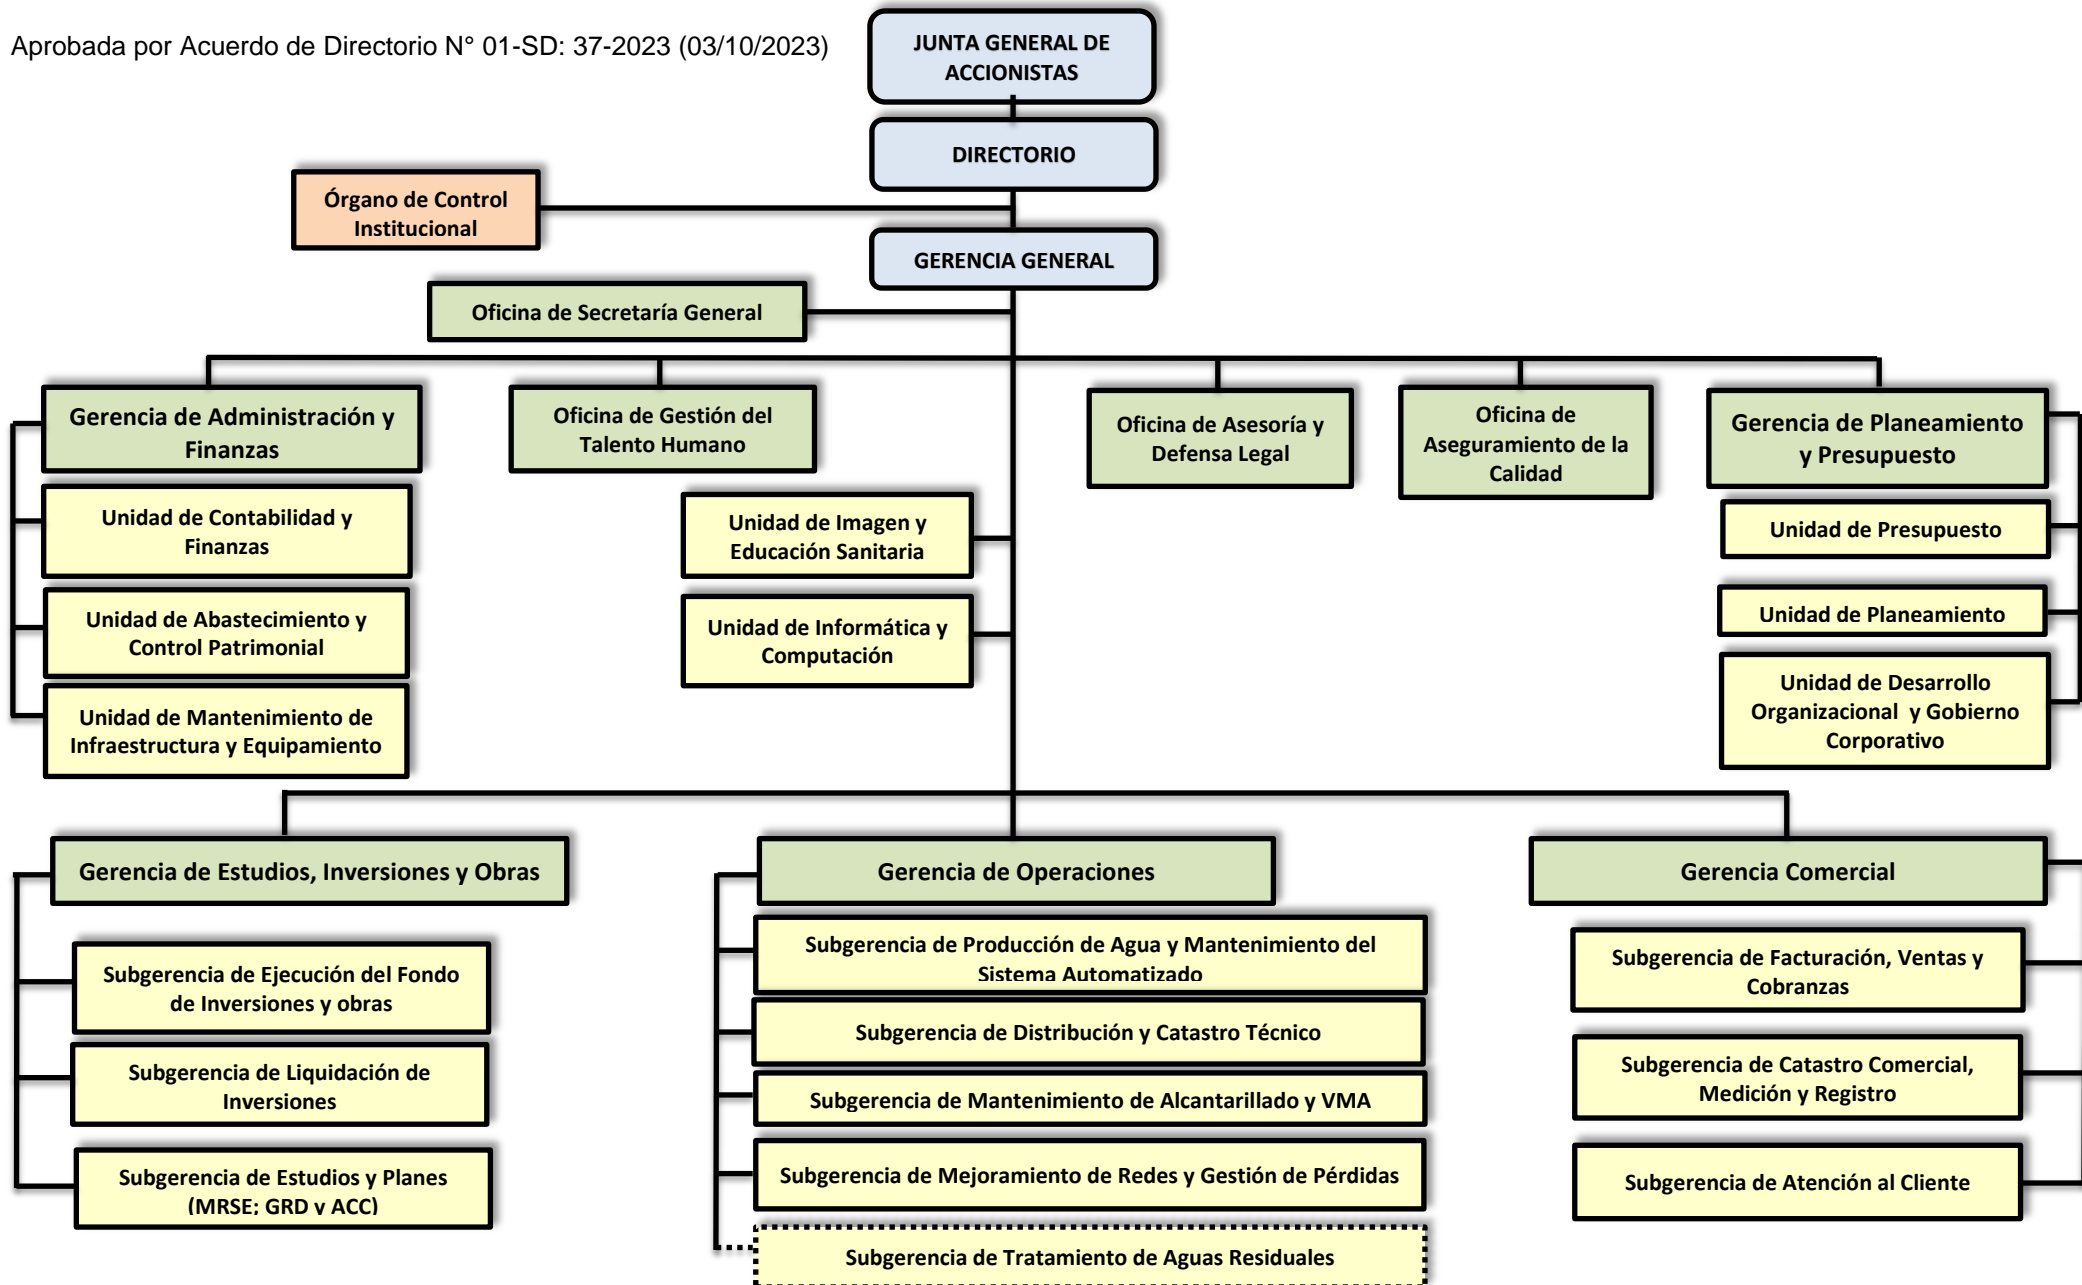 Aprobada por Acuerdo de Directorio N° 01-SD: 37-2023 (03/10/2023)
JUNTA GENERAL DE
ACCIONISTAS
DIRECTORIO
Órgano de Control
Institucional
GERENCIA GENERAL
Oficina de Secretaría General
Gerencia de Administración y
Finanzas
Oficina de Gestión del
Talento Humano
Oficina de Asesoría y
Defensa Legal
Oficina de
Aseguramiento de la
Calidad
Gerencia de Planeamiento
y Presupuesto
Unidad de Contabilidad y
Finanzas
Unidad de Abastecimiento y
Control Patrimonial
Unidad de Mantenimiento de
Infraestructura y Equipamiento
Unidad de Imagen y
Educación Sanitaria
Unidad de Informática y
Computación
Unidad de Presupuesto
Unidad de Planeamiento
Unidad de Desarrollo
Organizacional y Gobierno
Corporativo
Gerencia de Estudios, Inversiones y Obras
Subgerencia de Ejecución del Fondo
de Inversiones y obras
Subgerencia de Liquidación de
Inversiones
Subgerencia de Estudios y Planes
(MRSE; GRD y ACC)
Gerencia de Operaciones
Subgerencia de Producción de Agua y Mantenimiento del
Sistema Automatizado
Subgerencia de Distribución y Catastro Técnico
Subgerencia de Mantenimiento de Alcantarillado y VMA
Subgerencia de Mejoramiento de Redes y Gestión de Pérdidas
Subgerencia de Tratamiento de Aguas Residuales
Gerencia Comercial
Subgerencia de Facturación, Ventas y
Cobranzas
Subgerencia de Catastro Comercial,
Medición y Registro
Subgerencia de Atención al Cliente